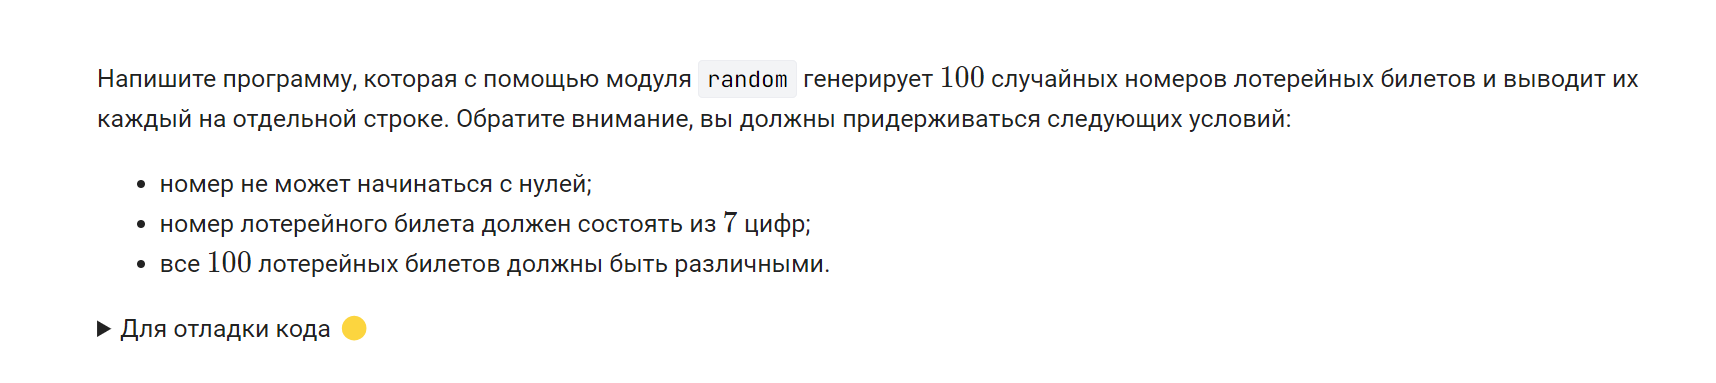 Напишите программу, которая с помощью модуля random генерирует 100 случайных номеров лотерейных билетов и выводит их
каждый на отдельной строке. Обратите внимание, вы должны придерживаться следующих условий:
• номер не может начинаться с нулей;
• номер лотерейного билета должен состоять из 7 цифр;
• все 100 лотерейных билетов должны быть различными.
▶ Для отладки кода